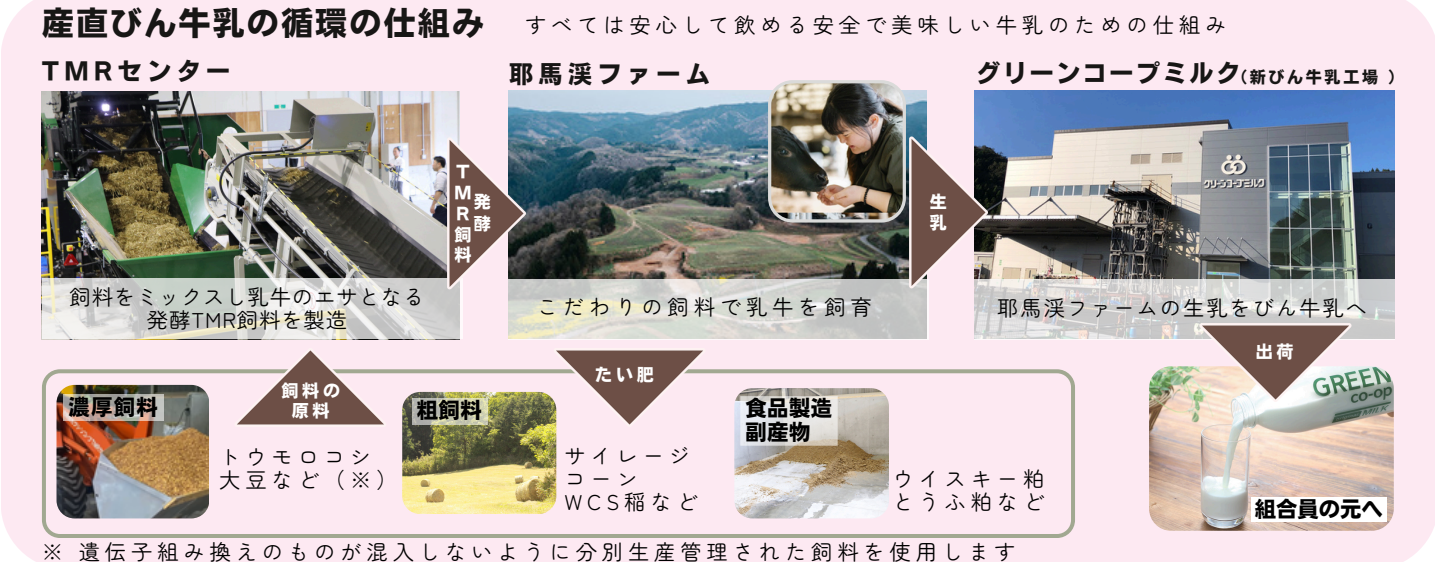 産直びん牛乳の循環の仕組み
すべては安心して飲める安全で美味しい牛乳のための仕組み
TMRセンター
発酵
TMR飼料
飼料をミックスし乳牛のエサとなる
発酵TMR飼料を製造
耶馬渓ファーム
生乳
こだわりの飼料で乳牛を飼育
グリーンコープミルク(新びん牛乳工場 )
グリーンコープミルク
耶馬渓ファームの生乳をびん牛乳へ
飼料の
原料
たい肥
出荷
濃厚飼料
トウモロコシ
大豆など(※)
粗飼料
サイレージ
コーン
WCS稲など
食品製造
副産物
ウイスキー粕
とうふ粕など
GREEN
co-op
MILK
組合員の元へ
※ 遺伝子組み換えのものが混入しないように分別生産管理された飼料を使用します